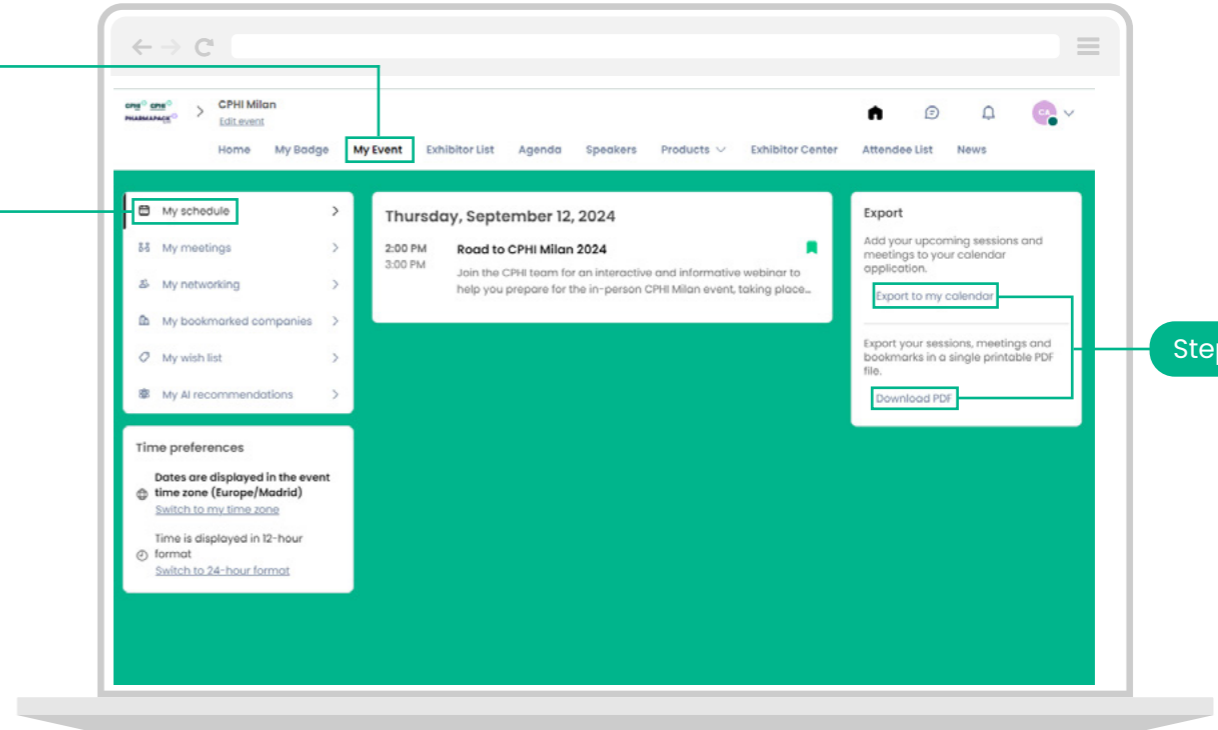 CPHI CPHI
PHARMAPACK
CPHI Milan
Edit event
CA
Home My Badge My Event Exhibitor List Agenda Speakers Products Exhibitor Center Attendee List News
My schedule
My meetings
My networking
My bookmarked companies
My wish list
My AI recommendations
Time preferences
Dates are displayed in the event
time zone (Europe/Madrid)
Switch to my time zone
Time is displayed in 12-hour
format
Switch to 24-hour format
Thursday, September 12, 2024
2:00 PM Road to CPHI Milan 2024
3:00 PM
Join the CPHI team for an interactive and informative webinar to
help you prepare for the in-person CPHI Milan event, taking place...
Export
Add your upcoming sessions and
meetings to your calendar
application.
Export to my calendar
Export your sessions, meetings and
bookmarks in a single printable PDF
file.
Download PDF